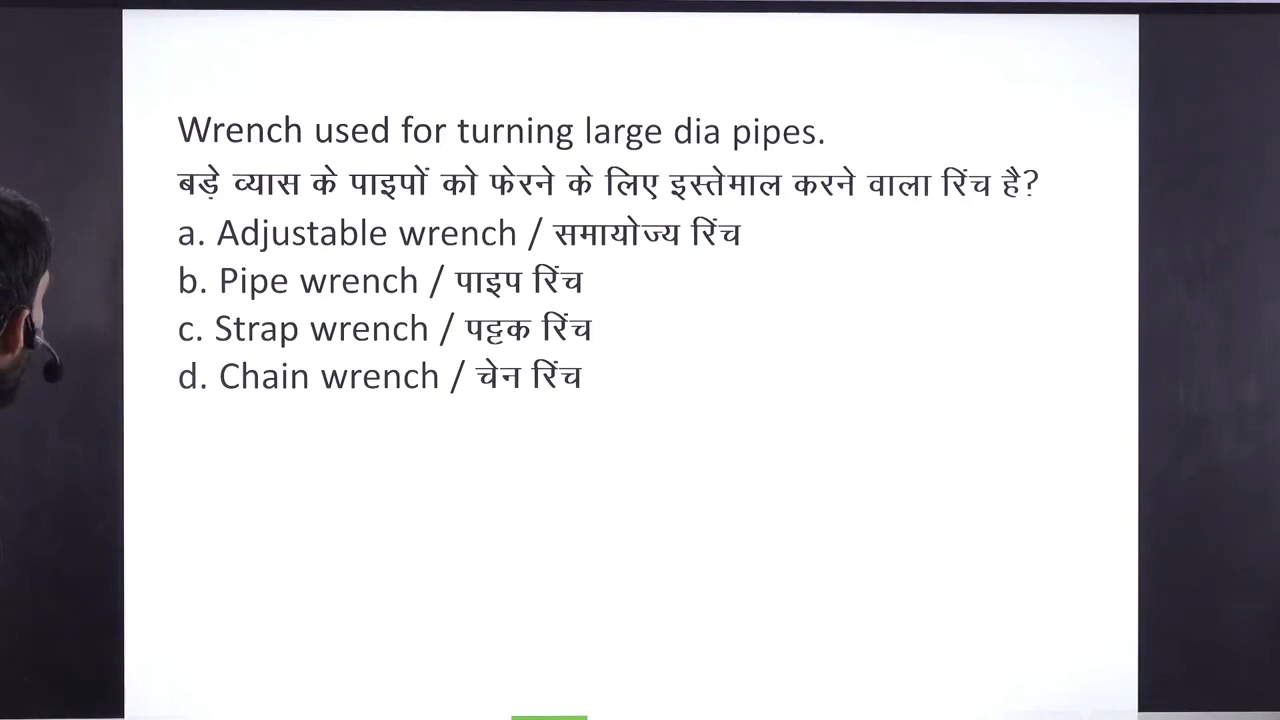 Wrench used for turning large dia pipes.
बड़े व्यास के पाइपों को फेरने के लिए इस्तेमाल करने वाला रिंच है?
a. Adjustable wrench / समायोज्य रिंच
b. Pipe wrench / पाइप रिंच
c. Strap wrench / पट्टक रिंच
d. Chain wrench / चेन रिंच